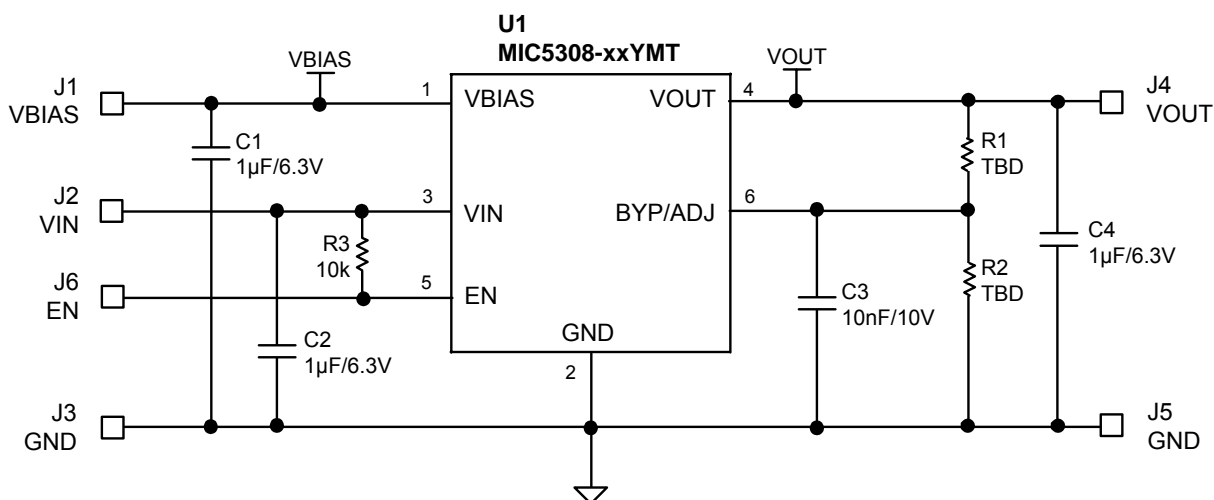 U1
MIC5308-xxYMT
VBIAS
VOUT
J1
VBIAS
1
VBIAS
VOUT
4
J4
VOUT
C1
1µF/6.3V
R1
TBD
J2
VIN
3
VIN
BYP/ADJ
6
R3
10k
C4
1µF/6.3V
R2
TBD
J6
EN
5
EN
C3
10nF/10V
C2
1µF/6.3V
GND
2
J3
GND
J5
GND